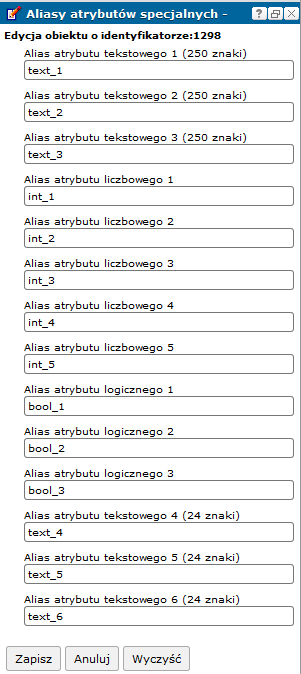 Aliasy atrybutów specjalnych -
Edycja obiektu o identyfikatorze:1298
Alias atrybutu tekstowego 1 (250 znaki)
text_1
Alias atrybutu tekstowego 2 (250 znaki)
text_2
Alias atrybutu tekstowego 3 (250 znaki)
text_3
Alias atrybutu liczbowego 1
int_1
Alias atrybutu liczbowego 2
int_2
Alias atrybutu liczbowego 3
int_3
Alias atrybutu liczbowego 4
int_4
Alias atrybutu liczbowego 5
int_5
Alias atrybutu logicznego 1
bool_1
Alias atrybutu logicznego 2
bool_2
Alias atrybutu logicznego 3
bool_3
Alias atrybutu tekstowego 4 (24 znaki)
text_4
Alias atrybutu tekstowego 5 (24 znaki)
text_5
Alias atrybutu tekstowego 6 (24 znaki)
text_6
Zapisz Anuluj Wyczyść